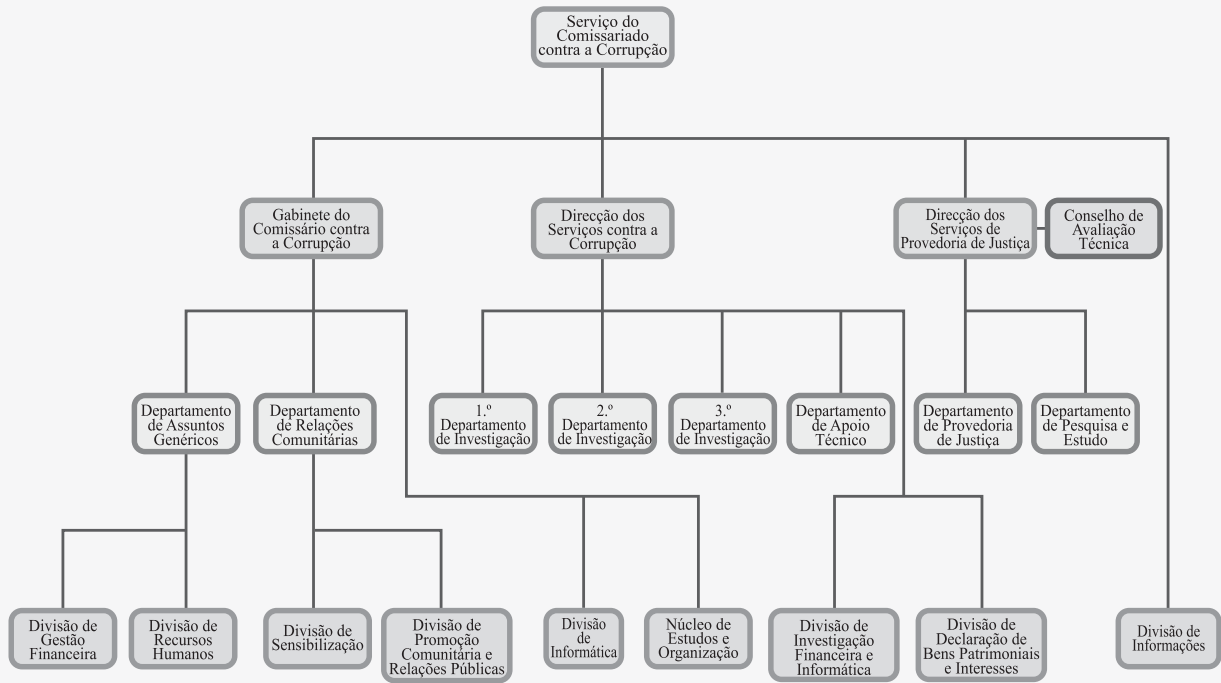 Serviço do
Comissariado
contra a Corrupção
Gabinete do
Comissário contra
a Corrupção
Direcção dos
Serviços contra a
Corrupção
Direcção dos
Serviços de
Provedoria de Justiça
Conselho de
Avaliação
Técnica
Departamento
de Assuntos
Genéricos
Departamento
de Relações
Comunitárias
1.º
Departamento
de Investigação
2.º
Departamento
de Investigação
3.º
Departamento
de Investigação
Departamento
de Apoio
Técnico
Departamento
de Provedoria
de Justiça
Departamento
de Pesquisa e
Estudo
Divisão de
Gestão
Financeira
Divisão de
Recursos
Humanos
Divisão de
Sensibilização
Divisão de
Promoção
Comunitária e
Relações Públicas
Divisão
de
Informática
Núcleo de
Estudos e
Organização
Divisão de
Investigação
Financeira e
Informática
Divisão de
Declaração de
Bens Patrimoniais
e Interesses
Divisão de
Informações